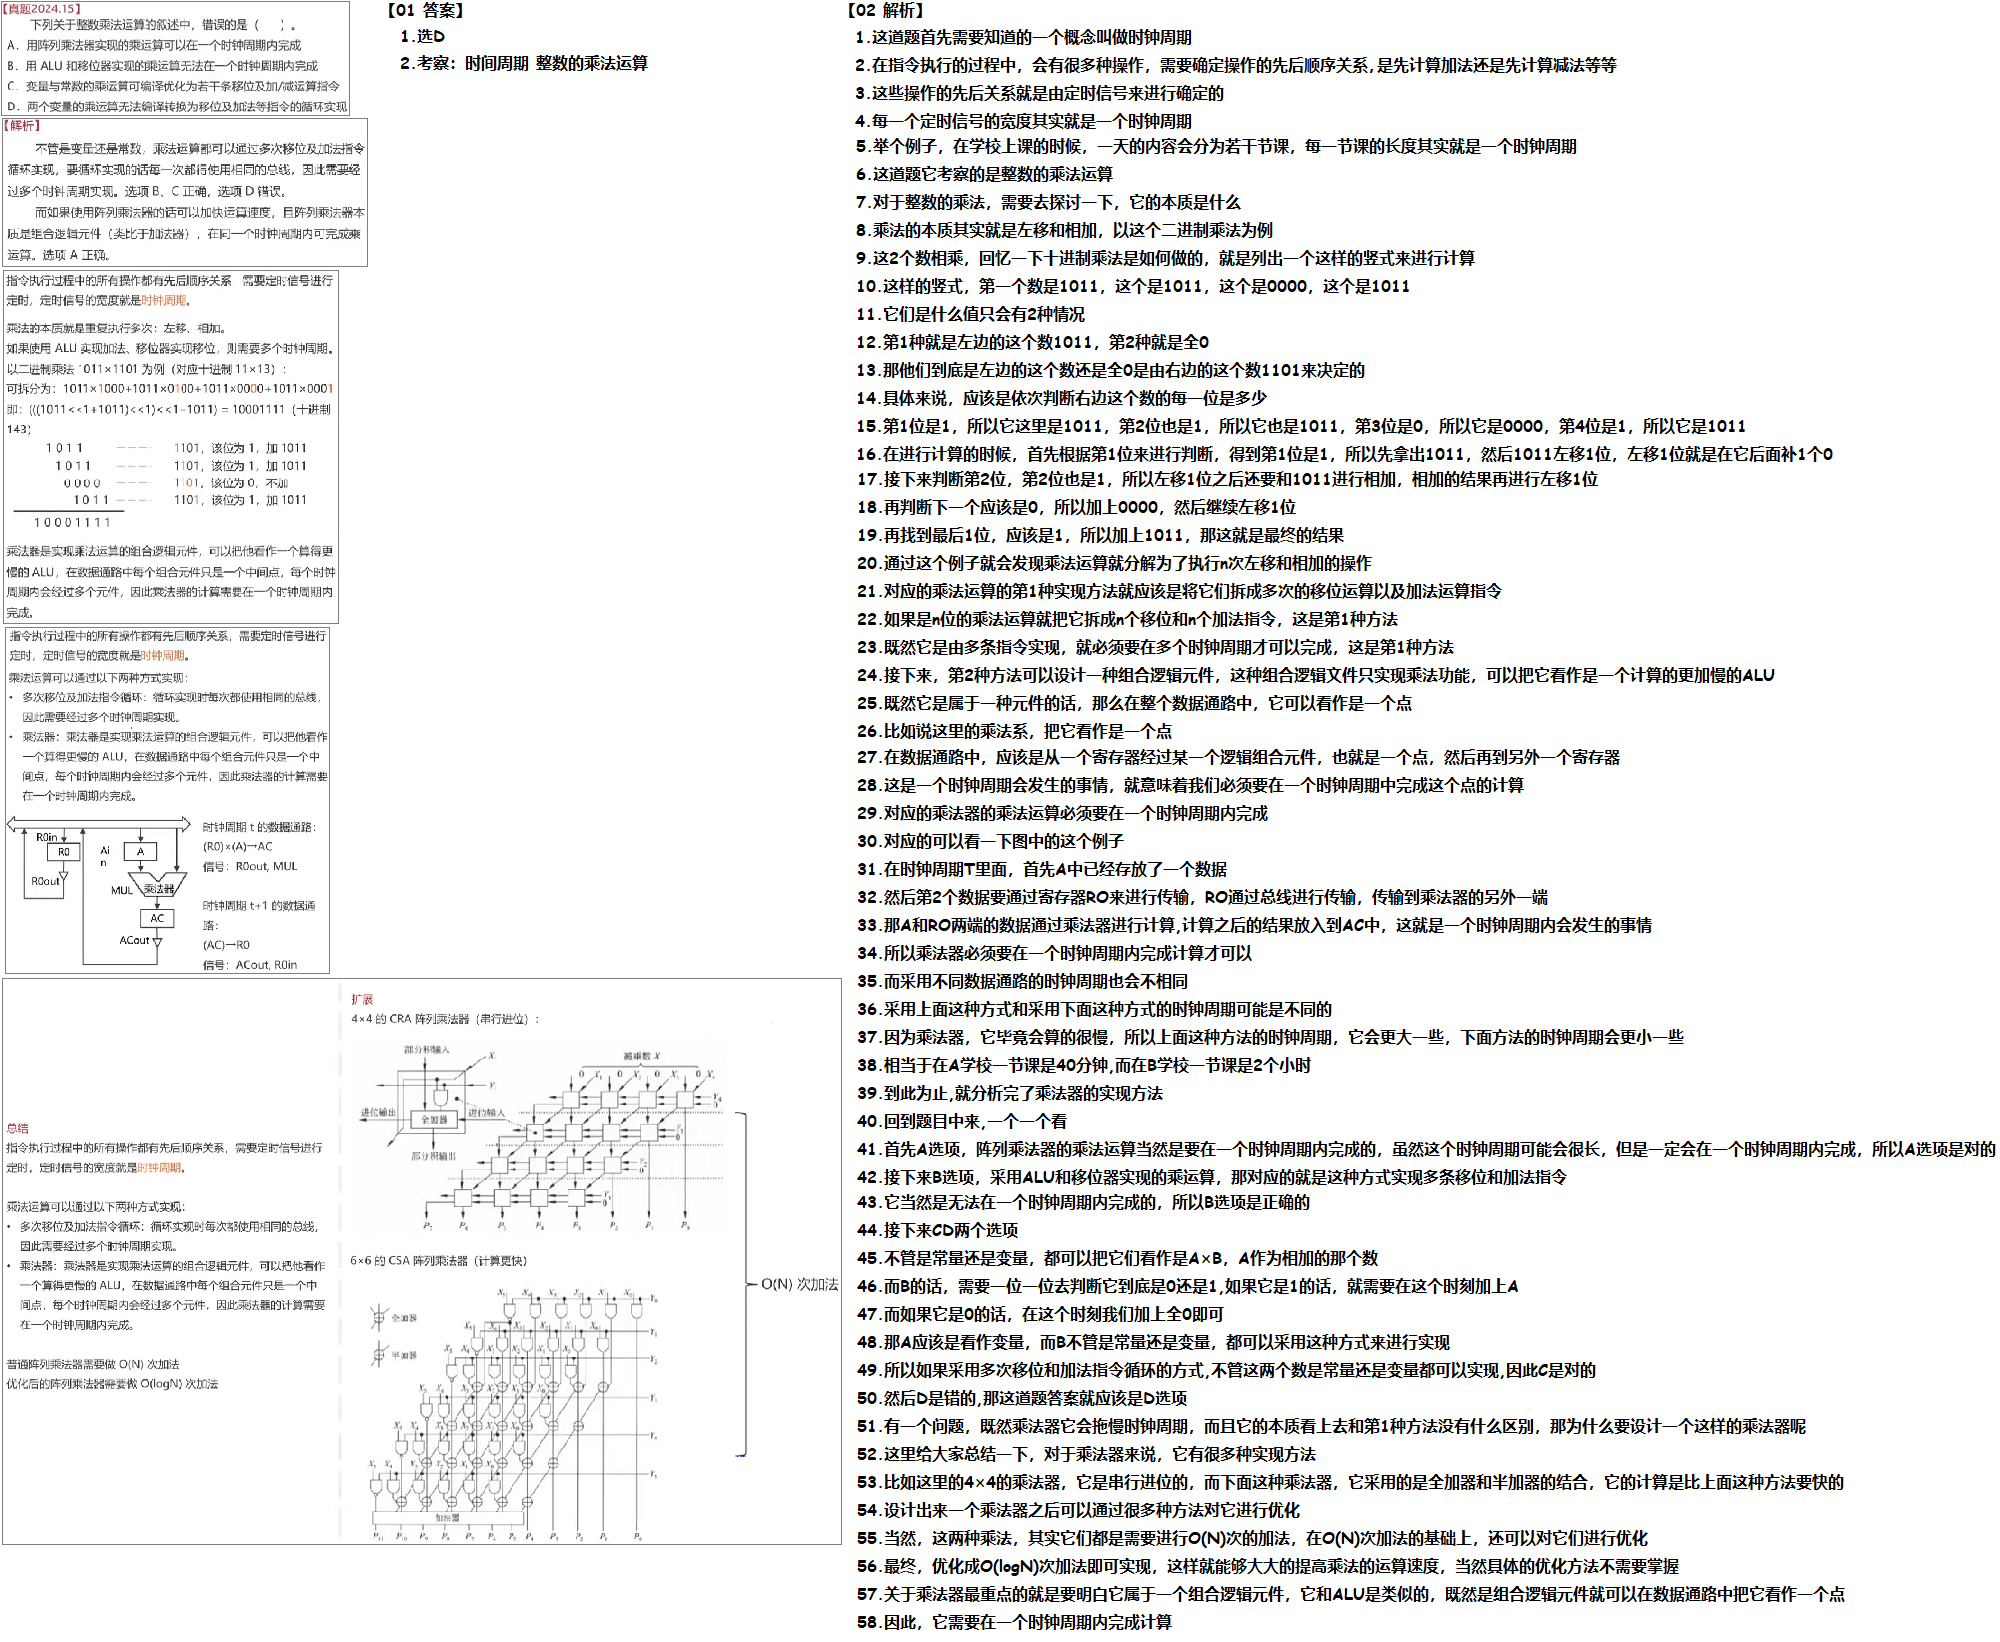 【真题2024.15】
下列关于整数乘法运算的叙述中，错误的是（　　）。
A．用阵列乘法器实现的乘运算可以在一个时钟周期内完成
B．用 ALU 和移位器实现的乘运算无法在一个时钟周期内完成
C．变量与常数的乘运算可编译优化为若干条移位及加/减运算指令
D．两个变量的乘运算无法编译转换为移位及加法等指令的循环实现
【解析】
不管是变量还是常数，乘法运算都可以通过多次移位及加法指令
循环实现，要循环实现的话每一次都得使用相同的总线，因此需要经
过多个时钟周期实现。选项 B、C 正确，选项 D 错误。
而如果使用阵列乘法器的话可以加快运算速度，且阵列乘法器本
质是组合逻辑元件（类比于加法器），在同一个时钟周期内可完成乘
运算。选项 A 正确。
指令执行过程中的所有操作都有先后顺序关系，需要定时信号进行
定时，定时信号的宽度就是时钟周期。
乘法的本质就是重复执行多次：左移、相加。
如果使用 ALU 实现加法、移位器实现移位，则需要多个时钟周期。
以二进制乘法 1011×1101 为例（对应十进制 11×13）：
可拆分为：1011×1000+1011×0100+1011×0000+1011×0001
即：(((1011<<1+1011)<<1)<<1+1011) = 10001111（十进制
143）
1 0 1 1 ---- 1101，该位为 1，加 1011
1 0 1 1 ---- 1101，该位为 1，加 1011
0 0 0 0 ---- 1101，该位为 0，不加
1 0 1 1 ---- 1101，该位为 1，加 1011
1 0 0 0 1 1 1 1
乘法器是实现乘法运算的组合逻辑元件，可以把他看作一个算得更
慢的 ALU，在数据通路中每个组合元件只是一个中间点，每个时钟
周期内会经过多个元件，因此乘法器的计算需要在一个时钟周期内
完成。
指令执行过程中的所有操作都有先后顺序关系，需要定时信号进行
定时，定时信号的宽度就是时钟周期。
乘法运算可以通过以下两种方式实现：
• 多次移位及加法指令循环：循环实现时每次都使用相同的总线，
因此需要经过多个时钟周期实现。
• 乘法器：乘法器是实现乘法运算的组合逻辑元件，可以把他看作
一个算得更慢的 ALU，在数据通路中每个组合元件只是一个中
间点，每个时钟周期内会经过多个元件，因此乘法器的计算需要
在一个时钟周期内完成。
R0in
R0
R0out
Ai
n
A
MUL
乘法器
AC
ACout
时钟周期 t 的数据通路：
(R0)×(A)→AC
信号：R0out, MUL
时钟周期 t+1 的数据通
路：
(AC)→R0
信号：ACout, R0in
总结
指令执行过程中的所有操作都有先后顺序关系，需要定时信号进行
定时，定时信号的宽度就是时钟周期。
乘法运算可以通过以下两种方式实现：
• 多次移位及加法指令循环：循环实现时每次都使用相同的总线，
因此需要经过多个时钟周期实现。
• 乘法器：乘法器是实现乘法运算的组合逻辑元件，可以把他看作
一个算得更慢的 ALU，在数据通路中每个组合元件只是一个中
间点，每个时钟周期内会经过多个元件，因此乘法器的计算需要
在一个时钟周期内完成。
普通阵列乘法器需要做 O(N) 次加法
优化后的阵列乘法器需要做 O(logN) 次加法
扩展
4×4 的 CRA 阵列乘法器（串行进位）：
部分积输入
进位输出
全加器
进位输入
部分积输出
被乘数 X
6×6 的 CSA 阵列乘法器（计算更快）
全加器
半加器
加法器
O(N) 次加法
【01 答案】
1.选D
2.考察：时间周期 整数的乘法运算
【02 解析】
1.这道题首先需要知道的一个概念叫做时钟周期
2.在指令执行的过程中，会有很多种操作，需要确定操作的先后顺序关系,是先计算加法还是先计算减法等等
3.这些操作的先后关系就是由定时信号来进行确定的
4.每一个定时信号的宽度其实就是一个时钟周期
5.举个例子，在学校上课的时候，一天的内容会分为若干节课，每一节课的长度其实就是一个时钟周期
6.这道题它考察的是整数的乘法运算
7.对于整数的乘法，需要去探讨一下，它的本质是什么
8.乘法的本质其实就是左移和相加，以这个二进制乘法为例
9.这2个数相乘，回忆一下十进制乘法是如何做的，就是列出一个这样的竖式来进行计算
10.这样的竖式，第一个数是1011，这个是1011，这个是0000，这个是1011
11.它们是什么值只会有2种情况
12.第1种就是左边的这个数1011，第2种就是全0
13.那他们到底是左边的这个数还是全0是由右边的这个数1101来决定的
14.具体来说，应该是依次判断右边这个数的每一位是多少
15.第1位是1，所以它这里是1011，第2位也是1，所以它也是1011，第3位是0，所以它是0000，第4位是1，所以它是1011
16.在进行计算的时候，首先根据第1位来进行判断，得到第1位是1，所以先拿出1011，然后1011左移1位，左移1位就是在它后面补1个0
17.接下来判断第2位，第2位也是1，所以左移1位之后还要和1011进行相加，相加的结果再进行左移1位
18.再判断下一个应该是0，所以加上0000，然后继续左移1位
19.再找到最后1位，应该是1，所以加上1011，那这就是最终的结果
20.通过这个例子就会发现乘法运算就分解为了执行n次左移和相加的操作
21.对应的乘法运算的第1种实现方法就应该是将它们拆成多次的移位运算以及加法运算指令
22.如果是n位的乘法运算就把它拆成n个移位和n个加法指令，这是第1种方法
23.既然它是由多条指令实现，就必须要在多个时钟周期才可以完成，这是第1种方法
24.接下来，第2种方法可以设计一种组合逻辑元件，这种组合逻辑文件只实现乘法功能，可以把它看作是一个计算的更加慢的ALU
25.既然它是属于一种元件的话，那么在整个数据通路中，它可以看作是一个点
26.比如说这里的乘法系，把它看作是一个点
27.在数据通路中，应该是从一个寄存器经过某一个逻辑组合元件，也就是一个点，然后再到另外一个寄存器
28.这是一个时钟周期会发生的事情，就意味着我们必须要在一个时钟周期中完成这个点的计算
29.对应的乘法器的乘法运算必须要在一个时钟周期内完成
30.对应的可以看一下图中的这个例子
31.在时钟周期T里面，首先A中已经存放了一个数据
32.然后第2个数据要通过寄存器RO来进行传输，RO通过总线进行传输，传输到乘法器的另外一端
33.那A和RO两端的数据通过乘法器进行计算,计算之后的结果放入到AC中，这就是一个时钟周期内会发生的事情
34.所以乘法器必须要在一个时钟周期内完成计算才可以
35.而采用不同数据通路的时钟周期也会不相同
36.采用上面这种方式和采用下面这种方式的时钟周期可能是不同的
37.因为乘法器，它毕竟会算的很慢，所以上面这种方法的时钟周期，它会更大一些，下面方法的时钟周期会更小一些
38.相当于在A学校一节课是40分钟,而在B学校一节课是2个小时
39.到此为止,就分析完了乘法器的实现方法
40.回到题目中来,一个一个看
41.首先A选项，阵列乘法器的乘法运算当然是要在一个时钟周期内完成的，虽然这个时钟周期可能会很长，但是一定会在一个时钟周期内完成，所以A选项是对的
42.接下来B选项，采用ALU和移位器实现的乘运算，那对应的就是这种方式实现多条移位和加法指令
43.它当然是无法在一个时钟周期内完成的，所以B选项是正确的
44.接下来CD两个选项
45.不管是常量还是变量，都可以把它们看作是A×B，A作为相加的那个数
46.而B的话，需要一位一位去判断它到底是0还是1,如果它是1的话，就需要在这个时刻加上A
47.而如果它是0的话，在这个时刻我们加上全0即可
48.那A应该是看作变量，而B不管是常量还是变量，都可以采用这种方式来进行实现
49.所以如果采用多次移位和加法指令循环的方式,不管这两个数是常量还是变量都可以实现,因此C是对的
50.然后D是错的,那这道题答案就应该是D选项
51.有一个问题，既然乘法器它会拖慢时钟周期，而且它的本质看上去和第1种方法没有什么区别，那为什么要设计一个这样的乘法器呢
52.这里给大家总结一下，对于乘法器来说，它有很多种实现方法
53.比如这里的4×4的乘法器，它是串行进位的，而下面这种乘法器，它采用的是全加器和半加器的结合，它的计算是比上面这种方法要快的
54.设计出来一个乘法器之后可以通过很多种方法对它进行优化
55.当然，这两种乘法，其实它们都是需要进行O(N)次的加法，在O(N)次加法的基础上，还可以对它们进行优化
56.最终，优化成O(logN)次加法即可实现，这样就能够大大的提高乘法的运算速度，当然具体的优化方法不需要掌握
57.关于乘法器最重点的就是要明白它属于一个组合逻辑元件，它和ALU是类似的，既然是组合逻辑元件就可以在数据通路中把它看作一个点
58.因此，它需要在一个时钟周期内完成计算